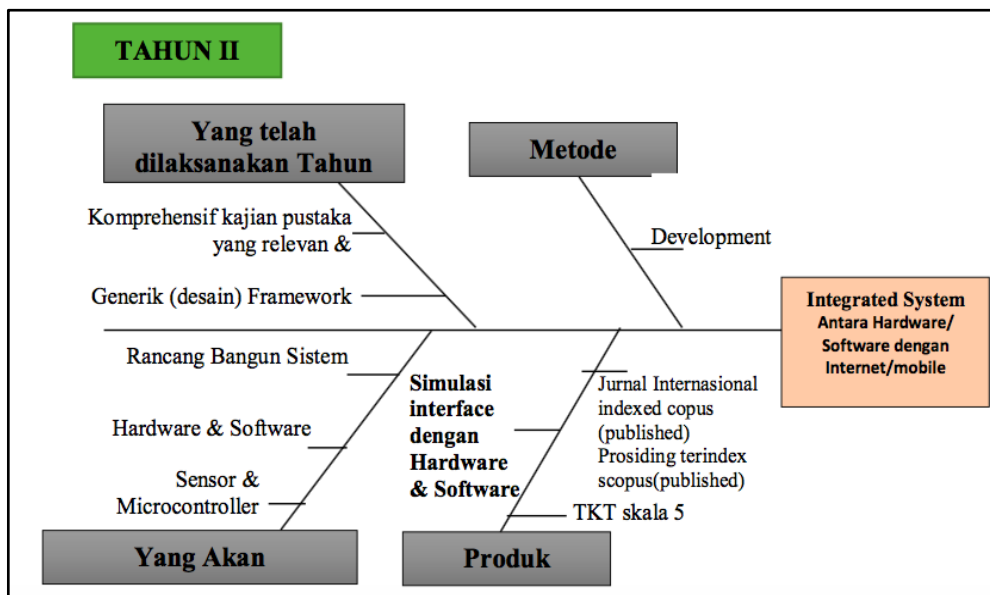 TAHUN II
Yang telah
dilaksanakan Tahun
Metode
Komprehensif kajian pustaka
yang relevan &
Development
Generik (desain) Framework
Integrated System
Antara Hardware/
Software dengan
Internet/mobile
Rancang Bangun Sistem
Hardware & Software
Sensor &
Microcontroller
Simulasi
interface
dengan
Hardware
& Software
Jurnal Internasional
indexed copus
(published)
Prosiding terindex
scopus(published)
TKT skala 5
Yang Akan
Produk